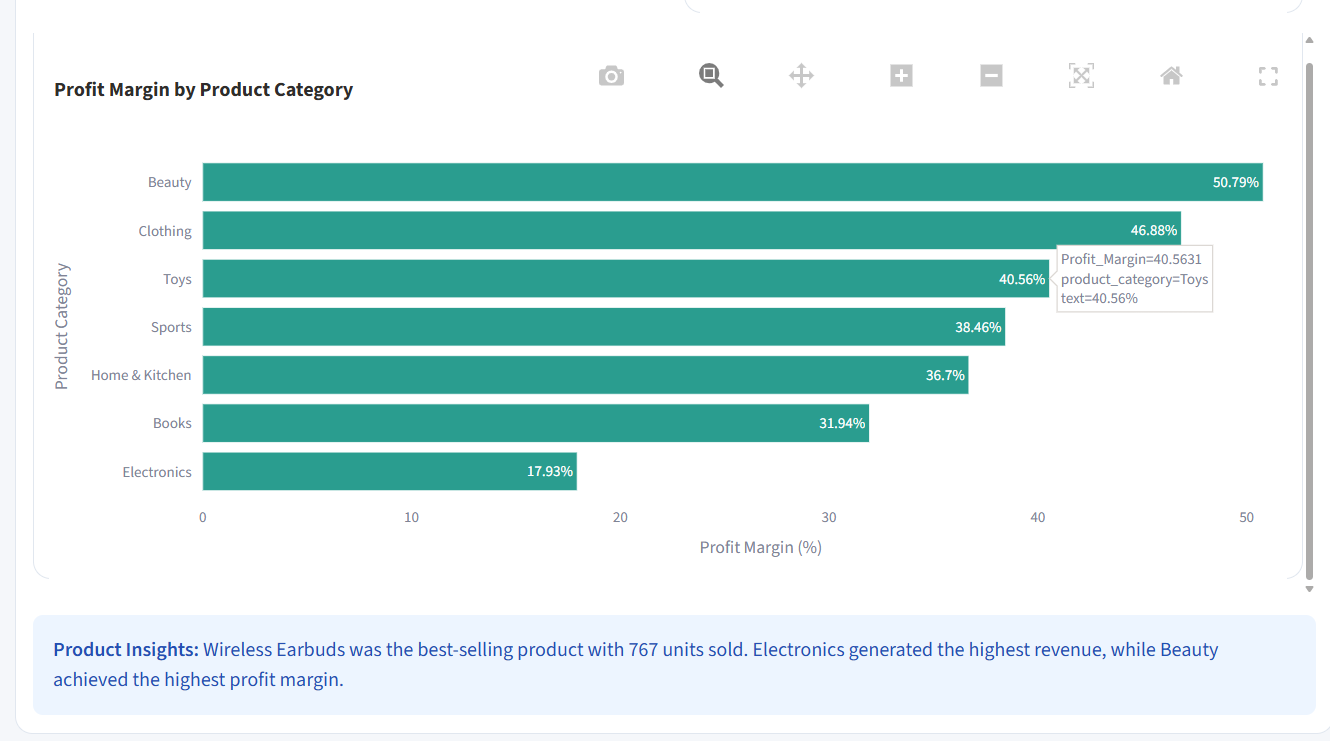 Profit Margin by Product Category
Product Category
Beauty
50.79%
Clothing
46.88%
Toys
40.56%
Profit_Margin=40.5631
product_category=Toys
text=40.56%
Sports
38.46%
Home & Kitchen
36.7%
Books
31.94%
Electronics
17.93%
0 10 20 30 40 50
Profit Margin (%)
Product Insights: Wireless Earbuds was the best-selling product with 767 units sold. Electronics generated the highest revenue, while Beauty
achieved the highest profit margin.